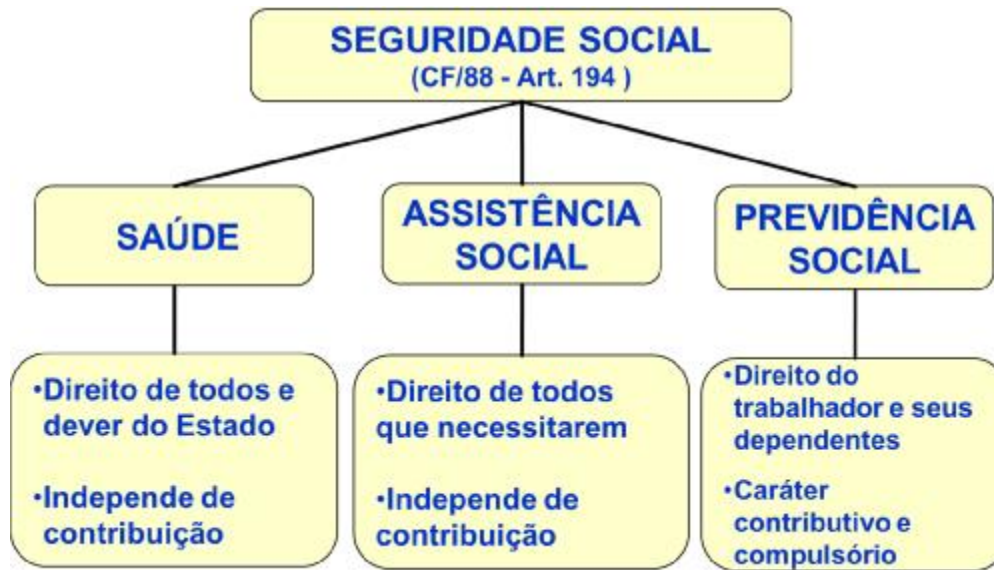 SEGURIDADE SOCIAL
(CF/88 - Art. 194 )
SAÚDE
ASSISTÊNCIA
SOCIAL
PREVIDÊNCIA
SOCIAL
•Direito de todos e
dever do Estado
•Independe de
contribuição
•Direito de todos
que necessitarem
•Independe de
contribuição
•Direito do
trabalhador e seus
dependentes
•Caráter
contributivo e
compulsório